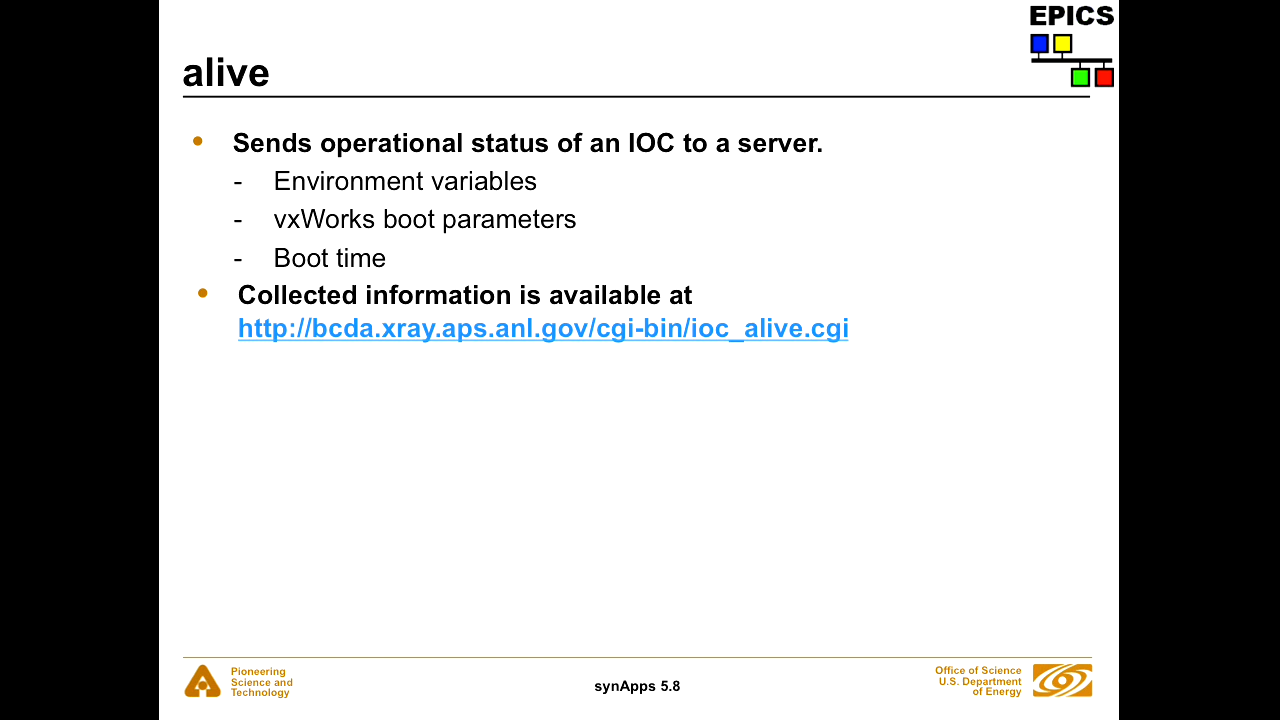 EPICS
alive
• Sends operational status of an IOC to a server.
- Environment variables
- vxWorks boot parameters
- Boot time
• Collected information is available at
http://bcda.xray.aps.anl.gov/cgi-bin/ioc_alive.cgi
Pioneering
Science and
Technology
synApps 5.8
Office of Science
U.S. Department
of Energy